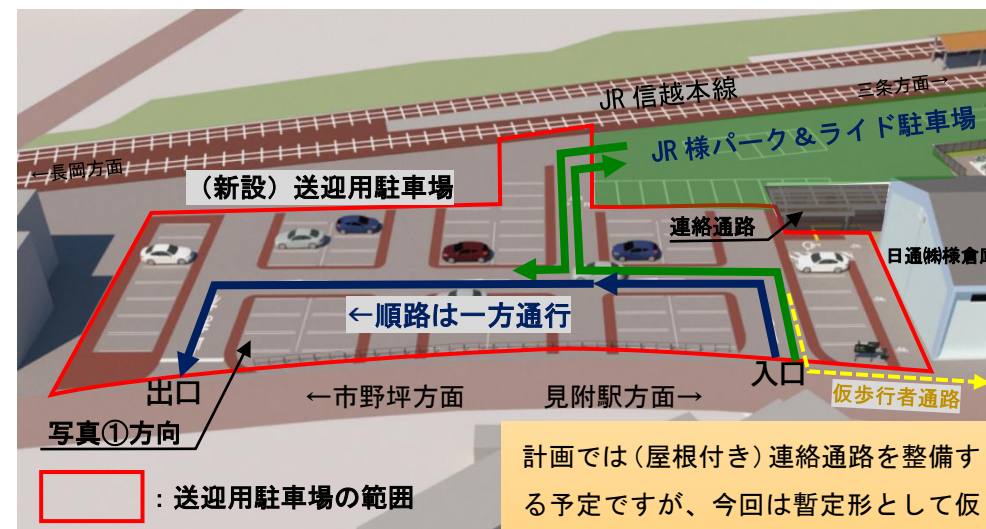 JR 信越本線
三条方面→
JR 様パーク＆ライド駐車場
←長岡方面
（新設）送迎用駐車場
連絡通路
日通㈱様倉庫
←順路は一方通行
出口
入口
←市野坪方面
見附駅方面→
仮歩行者通路
写真①方向
：送迎用駐車場の範囲
計画では（屋根付き）連絡通路を整備す
る予定ですが、今回は暫定形として仮